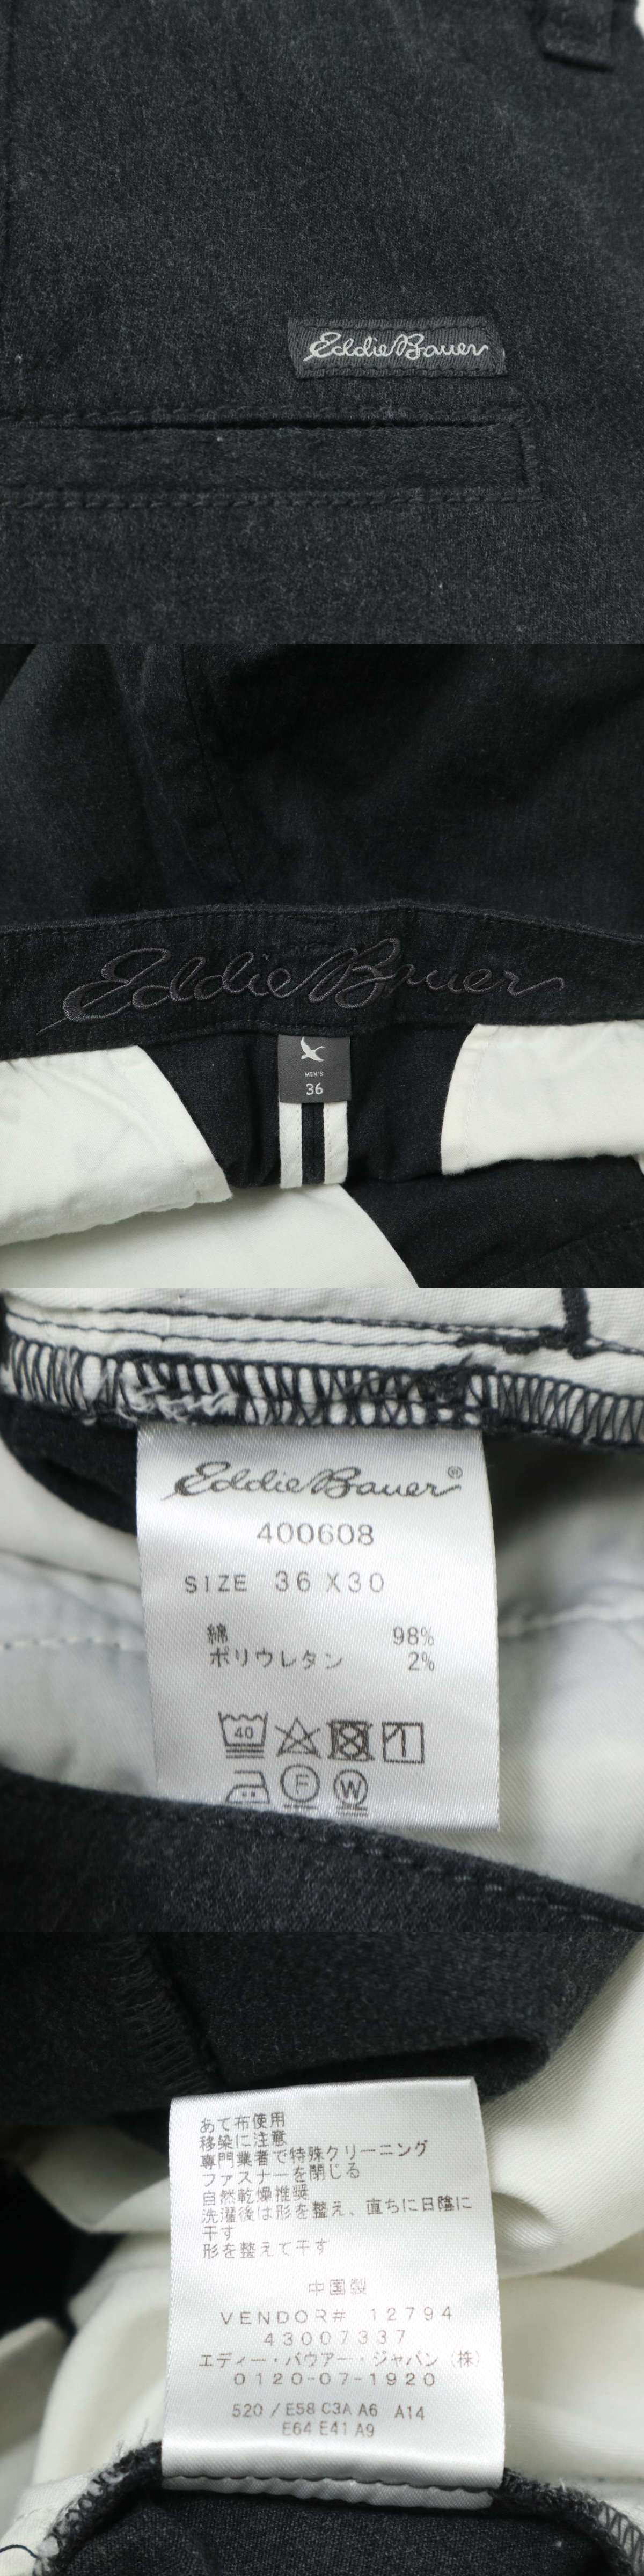 Eddie Bauer
Eddie Bauer
MEN'S
36
Eddie Bauer®
400608
SIZE 36 X 30
綿 98%
ポリウレタン 2%
40
F
W
あて布使用
移染に注意
専門業者で特殊クリーニング
ファスナーを閉じる
自然乾燥推奨
洗濯後は形を整え、直ちに日陰に
干す
形を整えて干す
中国製
VENDOR# 12794
43007337
エディー・バウアー・ジャパン(株)
0120-07-1920
520 / E58 C3A A6 A14
E64 E41 A9